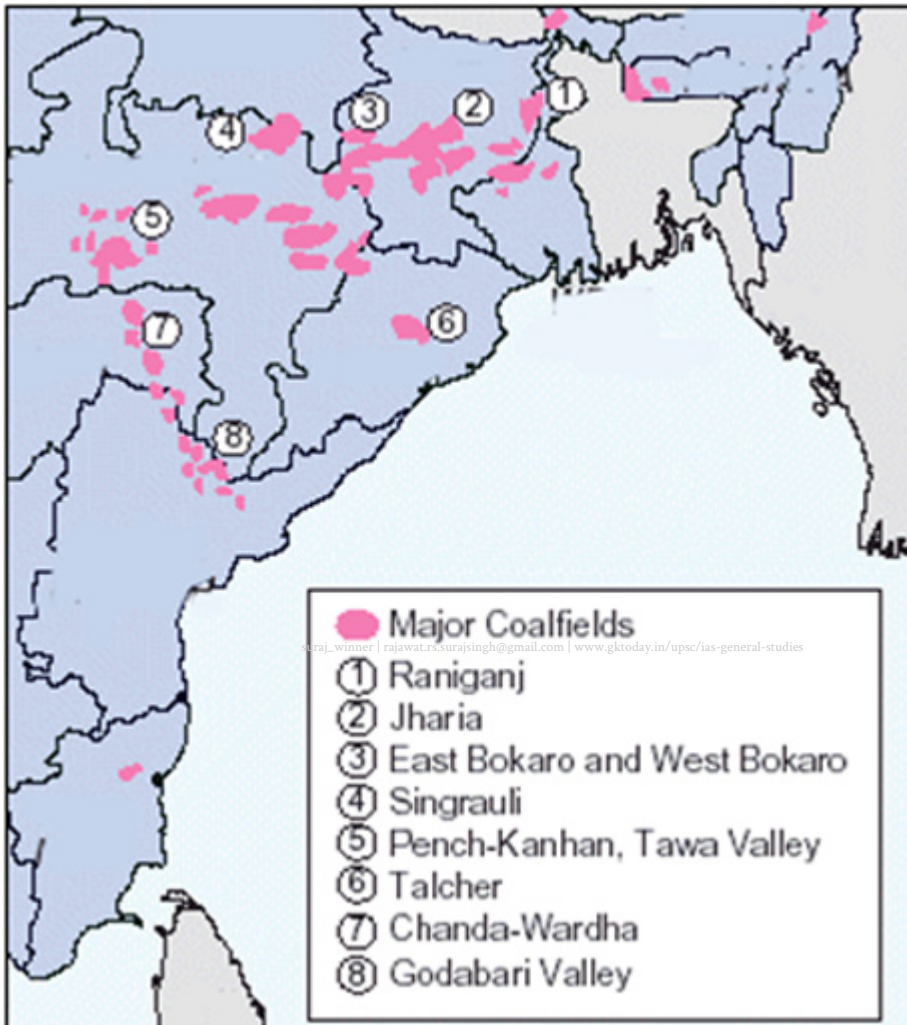 1
3
2
4
5
6
7
8
Major Coalfields
suraj_winner | rajawat.rs.surajsingh@gmail.com | www.gktoday.in/upsc/ias-general-studies
1 Raniganj
2 Jharia
3 East Bokaro and West Bokaro
4 Singrauli
5 Pench-Kanhan, Tawa Valley
6 Talcher
7 Chanda-Wardha
8 Godabari Valley